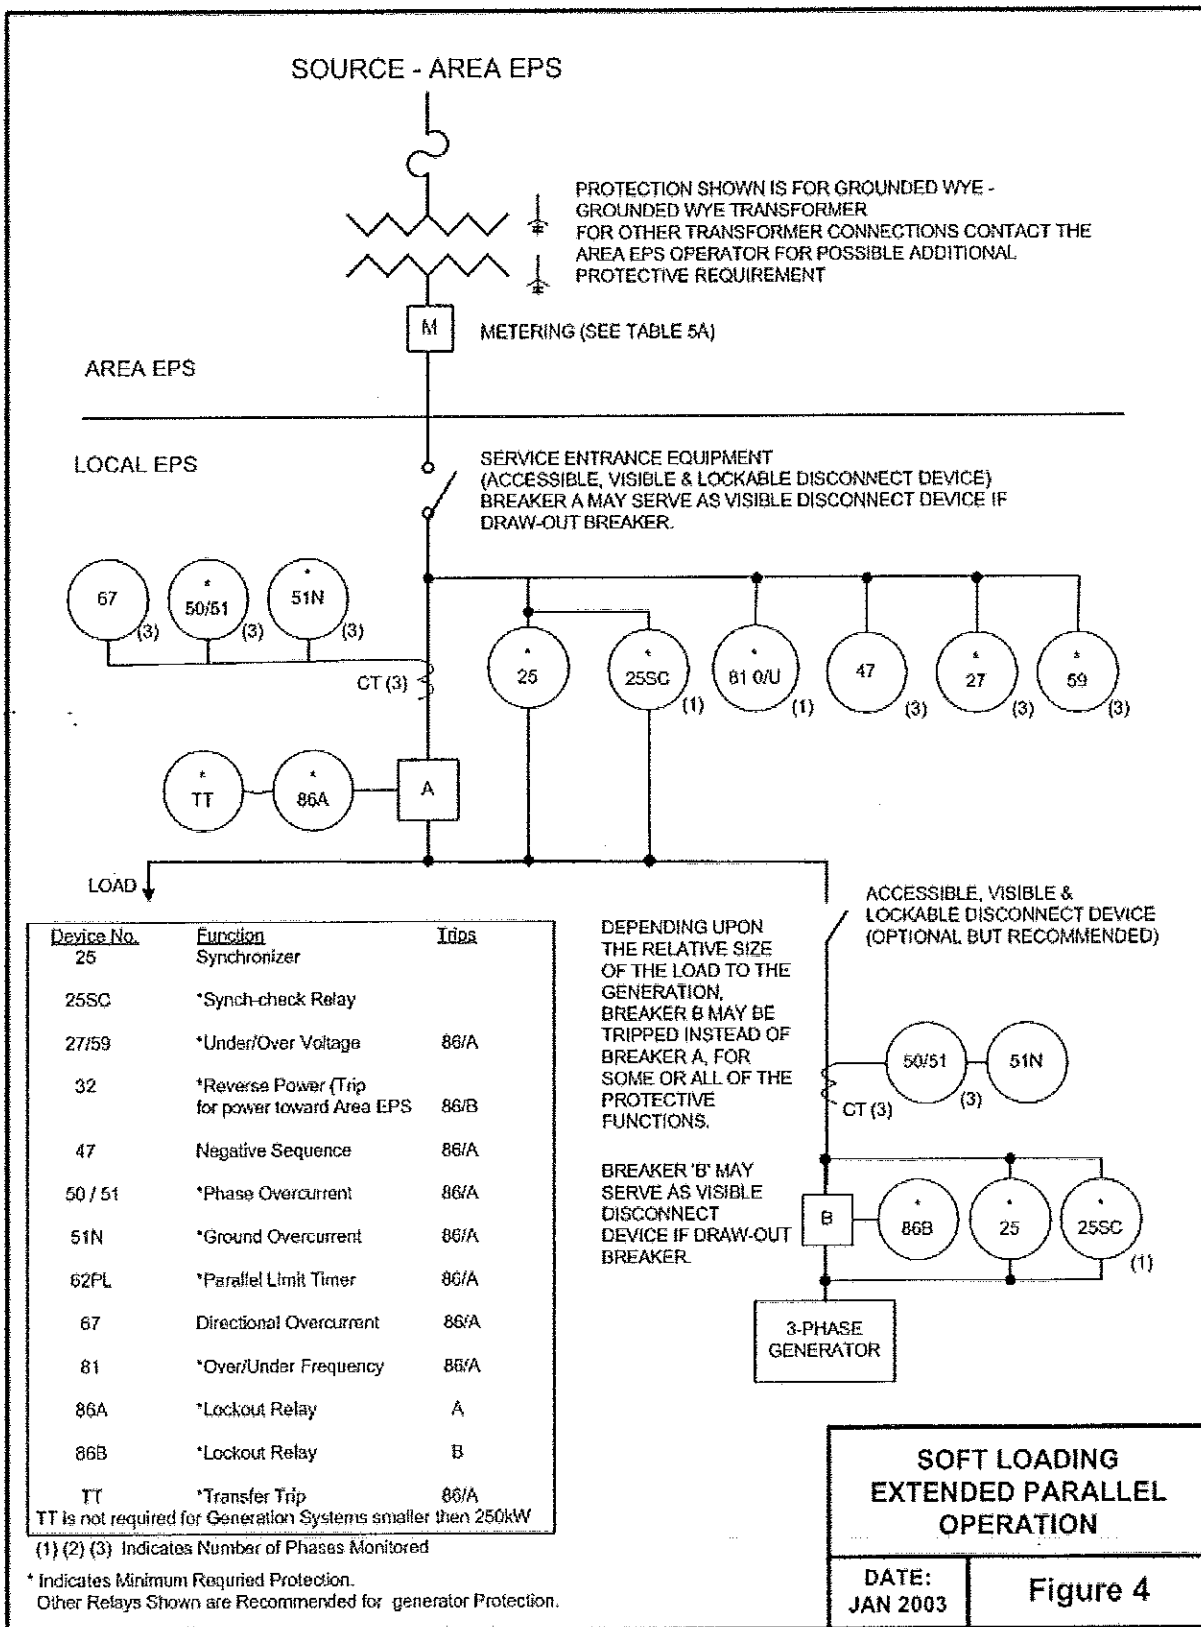 SOURCE - AREA EPS
PROTECTION SHOWN IS FOR GROUNDED WYE -
GROUNDED WYE TRANSFORMER
FOR OTHER TRANSFORMER CONNECTIONS CONTACT THE
AREA EPS OPERATOR FOR POSSIBLE ADDITIONAL
PROTECTIVE REQUIREMENT
M
METERING (SEE TABLE 5A)
AREA EPS
LOCAL EPS
SERVICE ENTRANCE EQUIPMENT
(ACCESSIBLE, VISIBLE & LOCKABLE DISCONNECT DEVICE)
BREAKER A MAY SERVE AS VISIBLE DISCONNECT DEVICE IF
DRAW-OUT BREAKER.
67
(3)
*
50/51
(3)
*
51N
(3)
CT (3)
*
25
*
25SC
(1)
*
81 0/U
(1)
47
(3)
*
27
(3)
*
59
(3)
*
TT
*
86A
A
LOAD
ACCESSIBLE, VISIBLE &
LOCKABLE DISCONNECT DEVICE
(OPTIONAL BUT RECOMMENDED)
DEPENDING UPON
THE RELATIVE SIZE
OF THE LOAD TO THE
GENERATION,
BREAKER B MAY BE
TRIPPED INSTEAD OF
BREAKER A, FOR
SOME OR ALL OF THE
PROTECTIVE
FUNCTIONS.
50/51
(3)
51N
CT (3)
BREAKER 'B' MAY
SERVE AS VISIBLE
DISCONNECT
DEVICE IF DRAW-OUT
BREAKER.
B
*
86B
*
25
*
25SC
(1)
3-PHASE
GENERATOR
Device No. Function Trips
25 Synchronizer
25SC *Synch-check Relay
27/59 *Under/Over Voltage 86/A
32 *Reverse Power (Trip
for power toward Area EPS 86/B
47 Negative Sequence 86/A
50 / 51 *Phase Overcurrent 86/A
51N *Ground Overcurrent 86/A
62PL *Parallel Limit Timer 86/A
67 Directional Overcurrent 86/A
81 *Over/Under Frequency 86/A
86A *Lockout Relay A
86B *Lockout Relay B
TT *Transfer Trip 86/A
TT is not required for Generation Systems smaller then 250kW
(1) (2) (3) Indicates Number of Phases Monitored
* Indicates Minimum Requried Protection.
Other Relays Shown are Recommended for generator Protection.
SOFT LOADING
EXTENDED PARALLEL
OPERATION
DATE:
JAN 2003
Figure 4